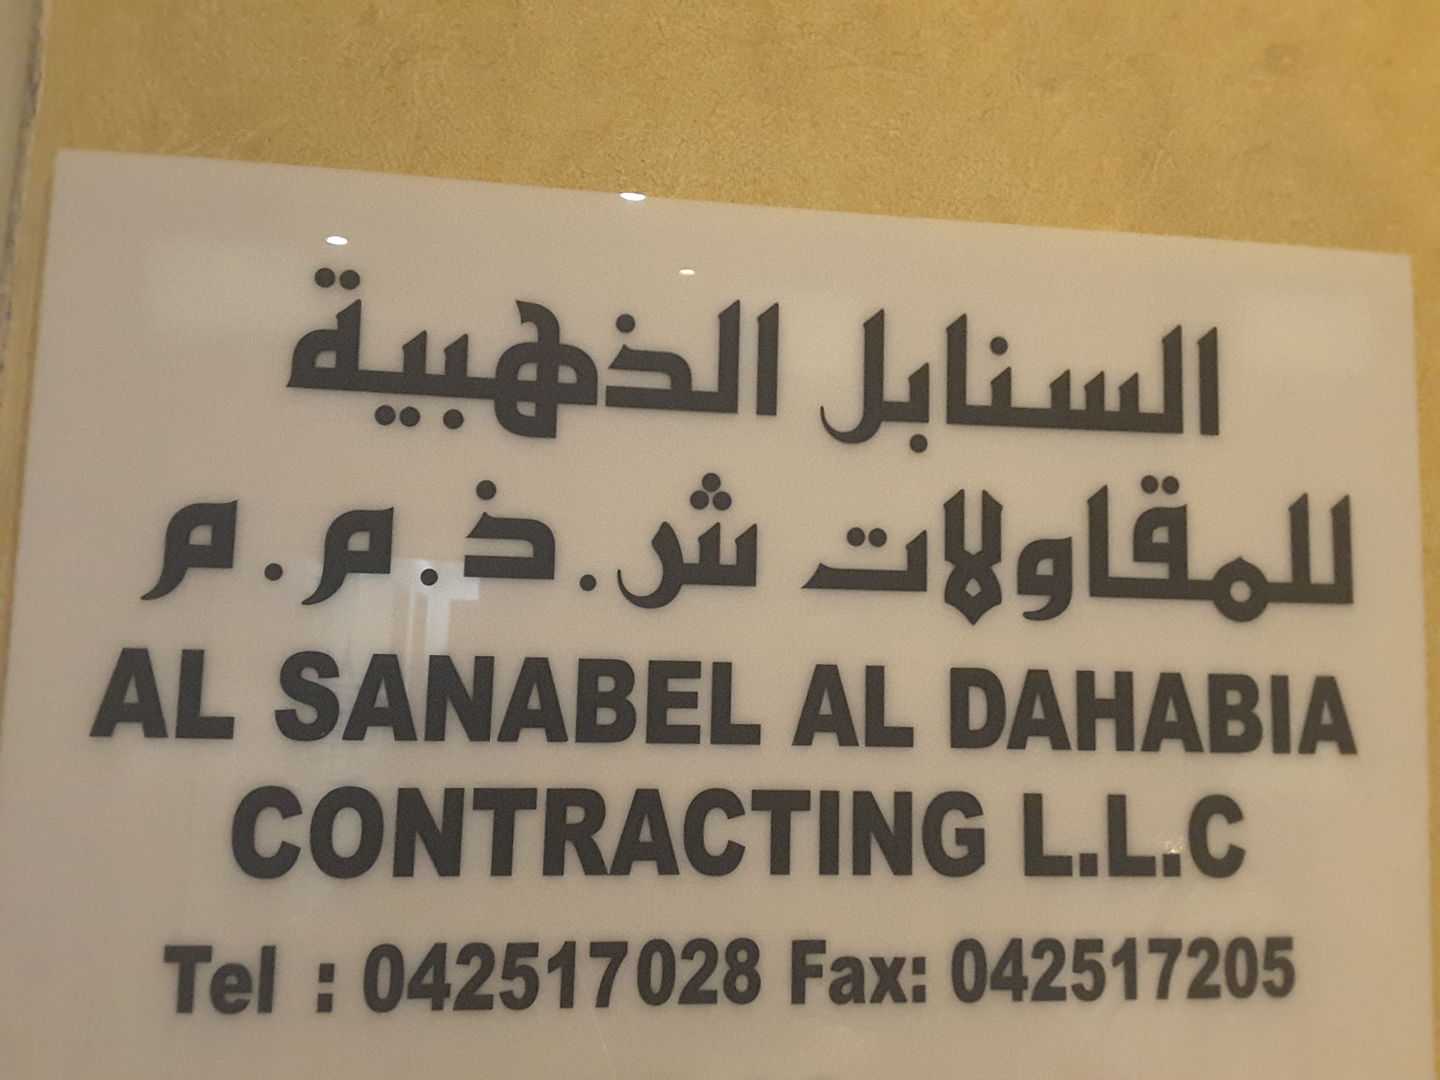 السنابل الذهبية
للمقاولات ش.ذ.م.م
AL SANABEL AL DAHABIA
CONTRACTING L.L.C
Tel : 042517028 Fax: 042517205